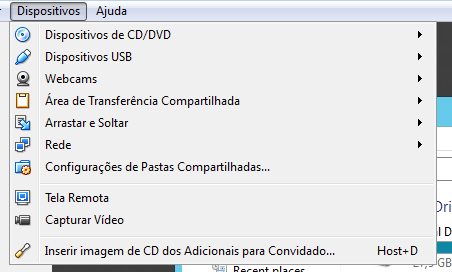 Dispositivos Ajuda
Dispositivos de CD/DVD
Dispositivos USB
Webcams
Área de Transferência Compartilhada
Arrastar e Soltar
Rede
Configurações de Pastas Compartilhadas...
Tela Remota
Capturar Vídeo
Inserir imagem de CD dos Adicionais para Convidado... Host+D
Recent places